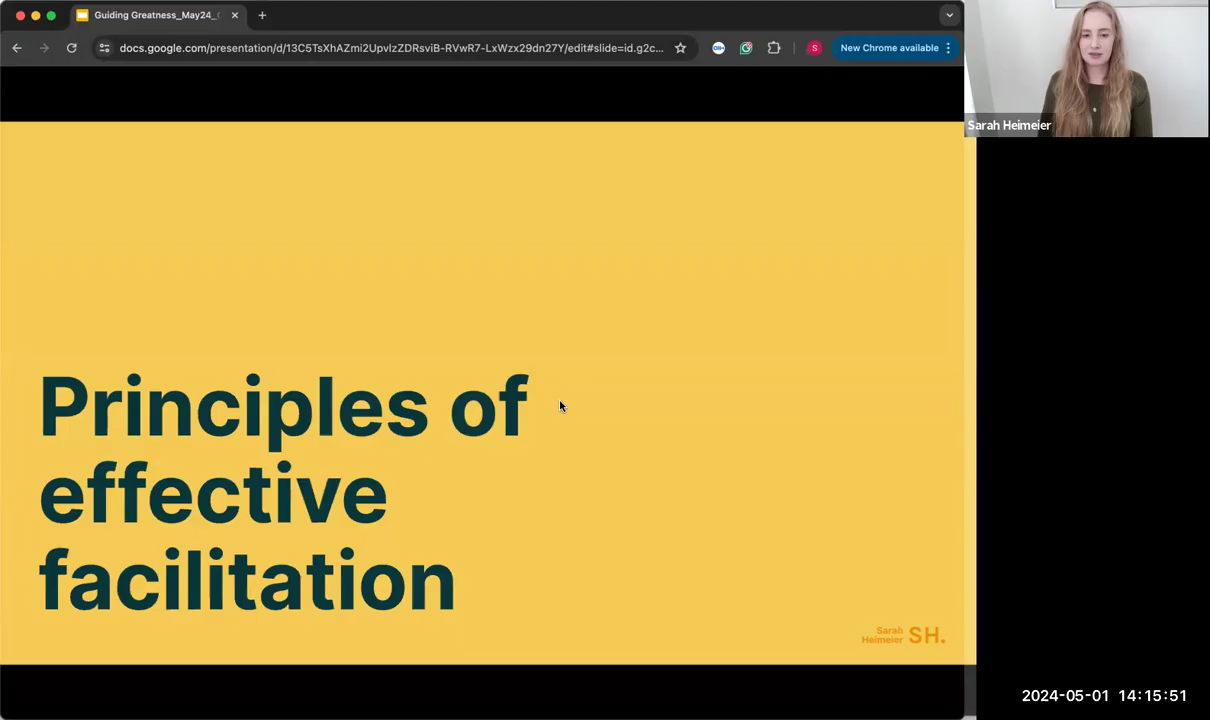 Guiding Greatness_May24_
docs.google.com/presentation/d/13C5TsXhAZmi2UpvIzZDRsviB-RVwR7-LxWzx29dn27Y/edit#slide=id.g2c...
S
New Chrome available
Sarah Heimeier
Principles of
effective
facilitation
Sarah
Heimeier
SH.
2024-05-01 14:15:51